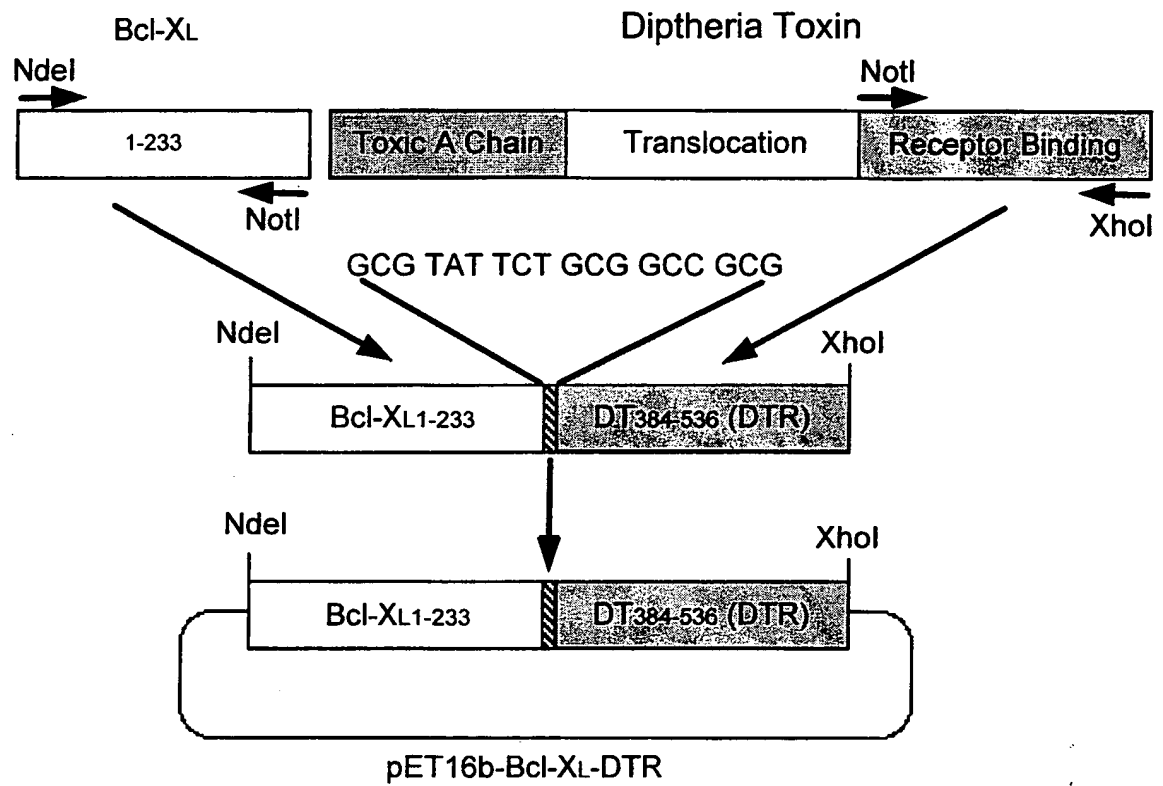 Bcl-XL
Diptheria Toxin
NdeI
NotI
1-233
Toxic A Chain
Translocation
Receptor Binding
NotI
XhoI
GCG TAT TCT GCG GCC GCG
NdeI
XhoI
Bcl-XL1-233
DT384-536 (DTR)
NdeI
XhoI
Bcl-XL1-233
DT384-536 (DTR)
pET16b-Bcl-XL-DTR